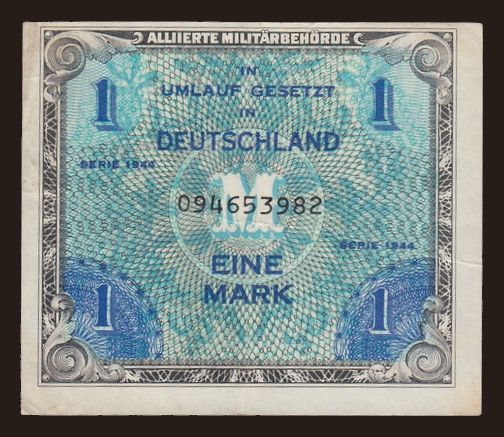 ALLIIERTE MILITÄRBEHÖRDE
IN
1 UMLAUF GESETZT 1
IN
DEUTSCHLAND
SERIE 1944
M
094653982
SERIE 1944
EINE
1 MARK 1